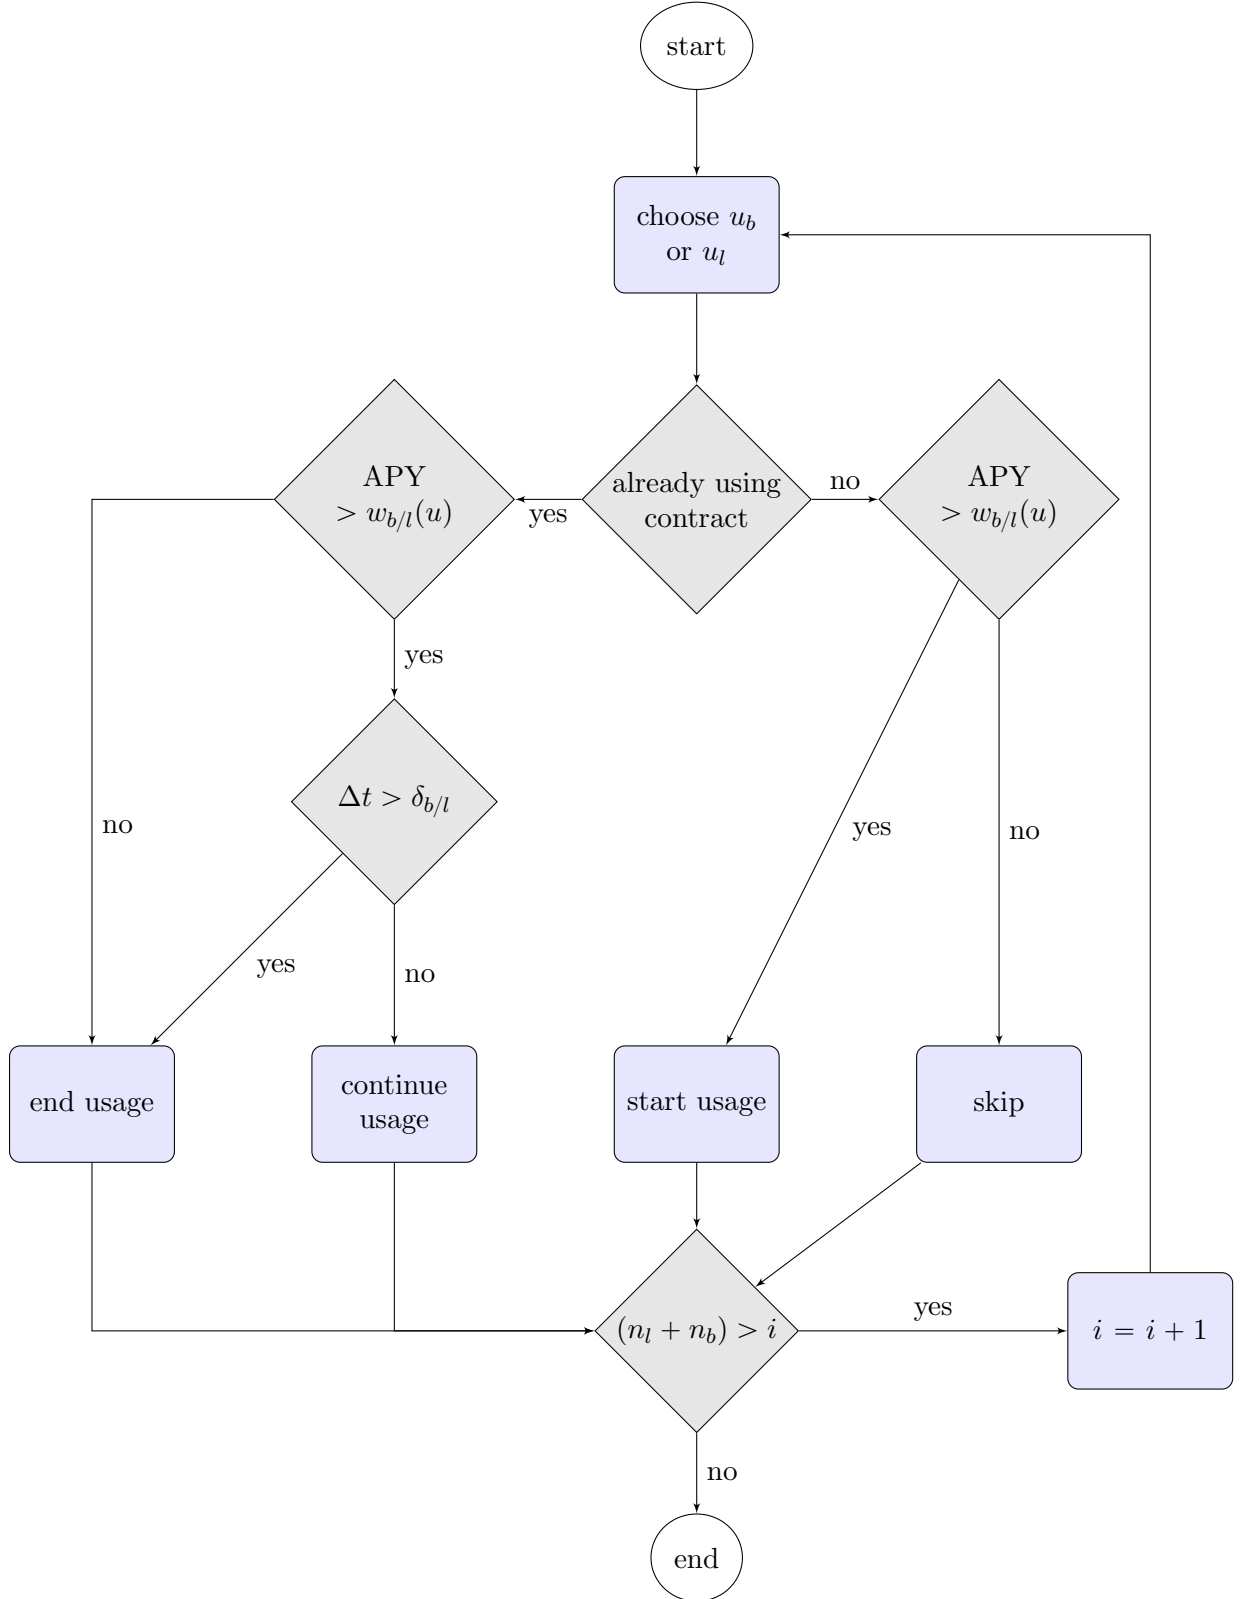 start
choose u_b
or u_l
APY
> w_{b/l}(u)
already using
contract
no
yes
APY
> w_{b/l}(u)
yes
Δt > δ_{b/l}
no
yes
no
yes
no
end usage
continue
usage
start usage
skip
(n_l + n_b) > i
yes
i = i + 1
no
end